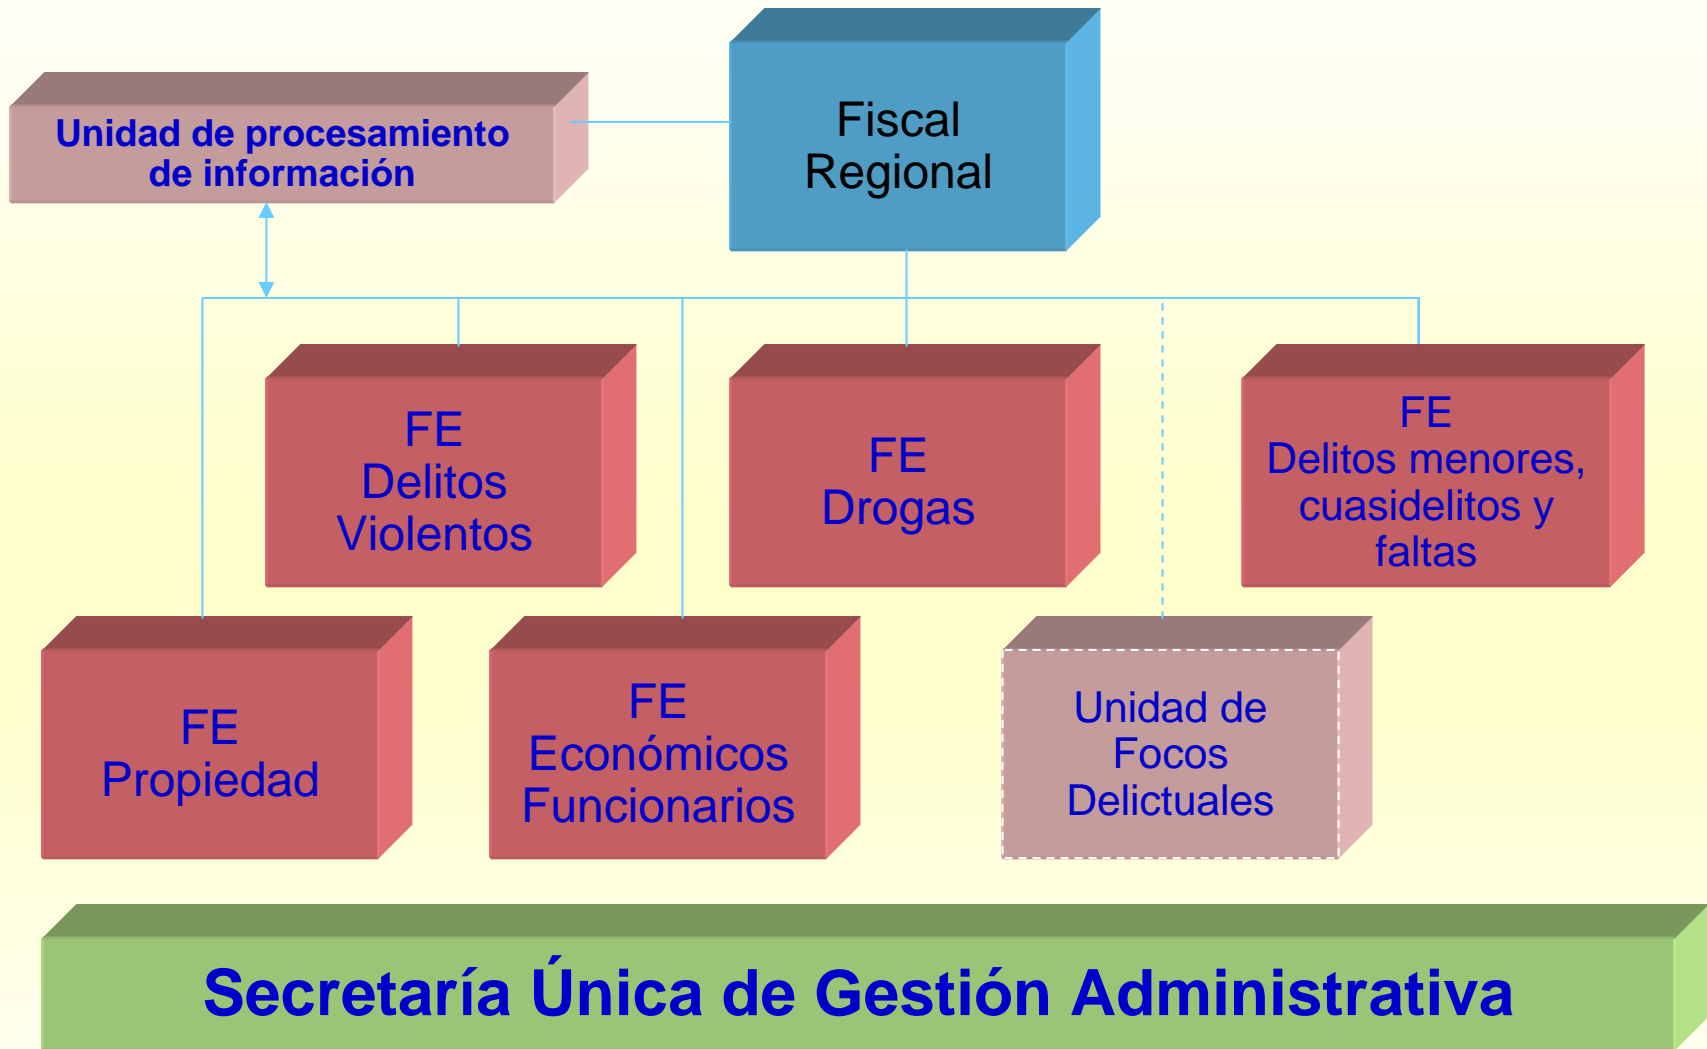 Fiscal
Regional
Unidad de procesamiento
de información
FE
Delitos
Violentos
FE
Drogas
FE
Delitos menores,
cuasidelitos y
faltas
FE
Propiedad
FE
Económicos
Funcionarios
Unidad de
Focos
Delictuales
Secretaría Única de Gestión Administrativa